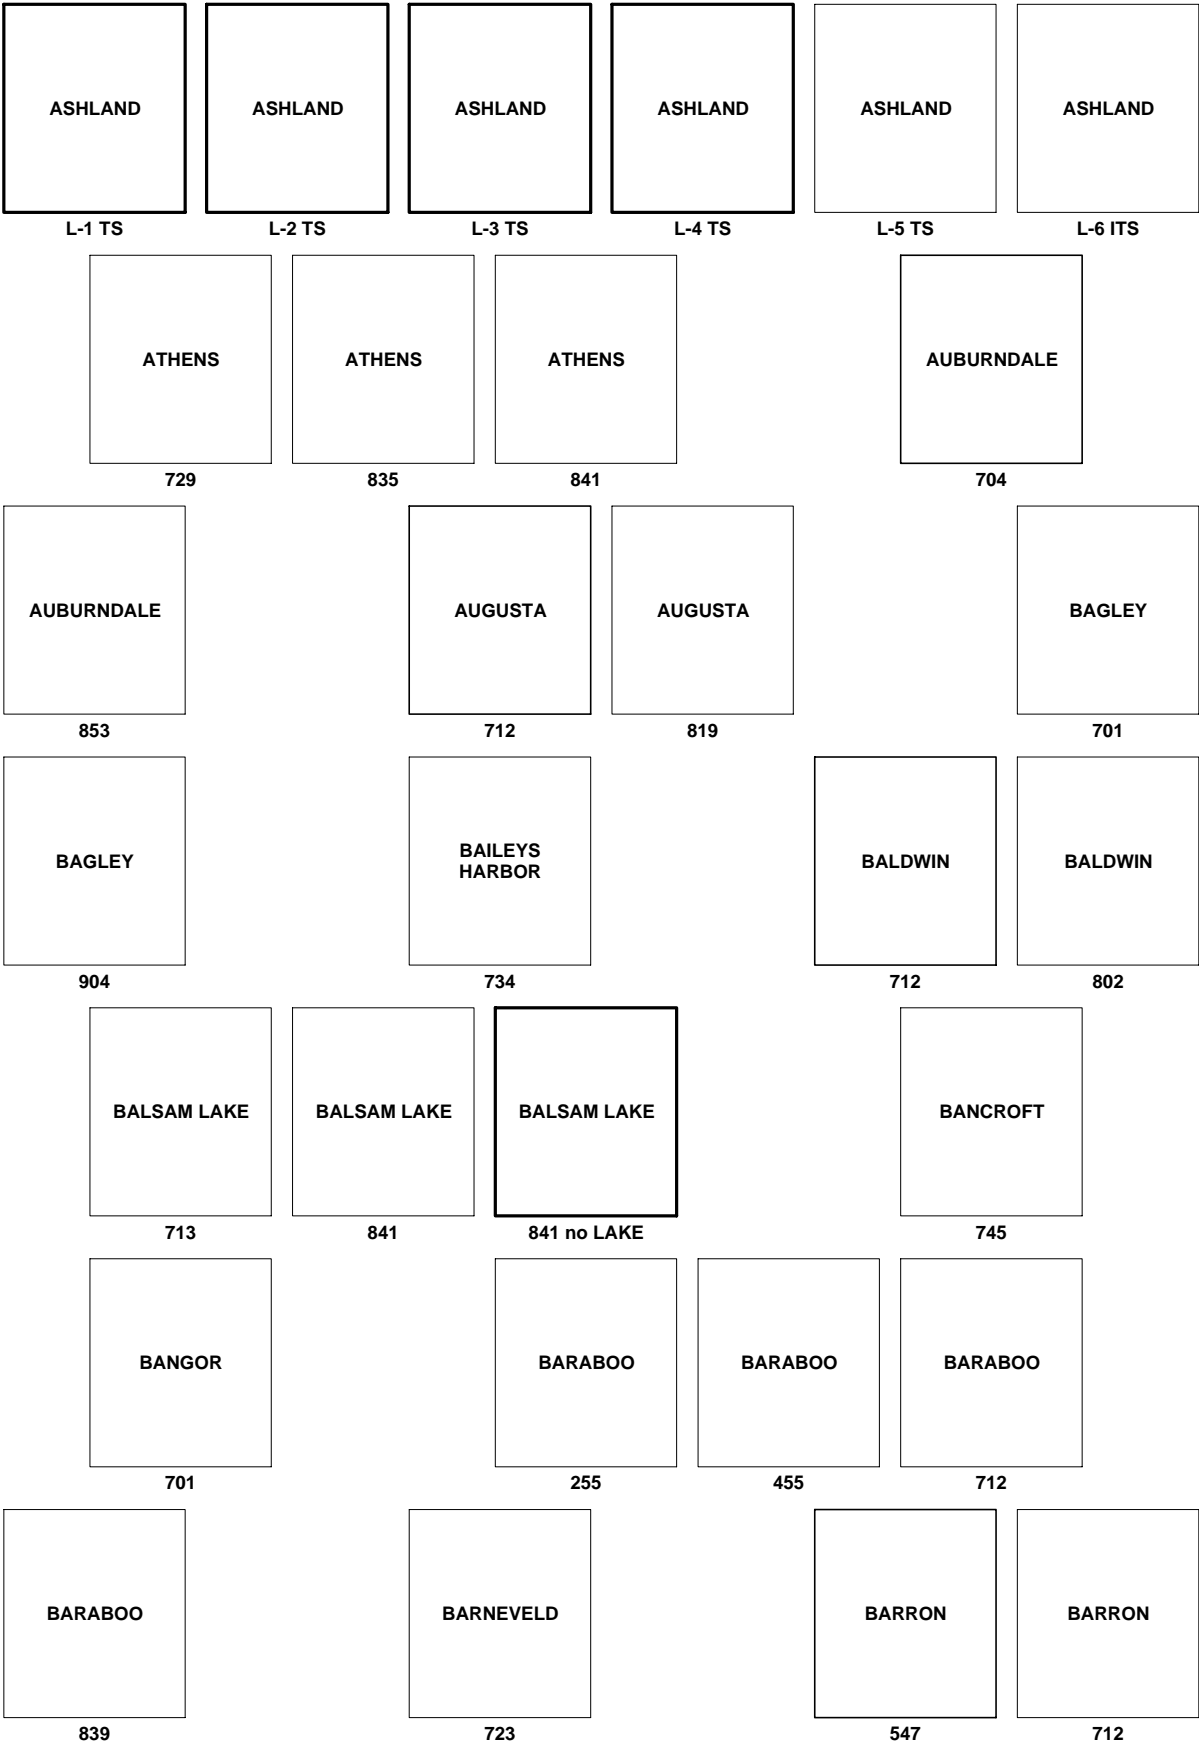 ASHLAND ASHLAND ASHLAND ASHLAND ASHLAND ASHLAND
L-1 TS L-2 TS L-3 TS L-4 TS L-5 TS L-6 ITS
ATHENS ATHENS ATHENS AUBURNDALE
729 835 841 704
AUBURNDALE AUGUSTA AUGUSTA BAGLEY
853 712 819 701
BAGLEY BAILEYS HARBOR BALDWIN BALDWIN
904 734 712 802
BALSAM LAKE BALSAM LAKE BALSAM LAKE BANCROFT
713 841 841 no LAKE 745
BANGOR BARABOO BARABOO BARABOO
701 255 455 712
BARABOO BARNEVELD BARRON BARRON
839 723 547 712